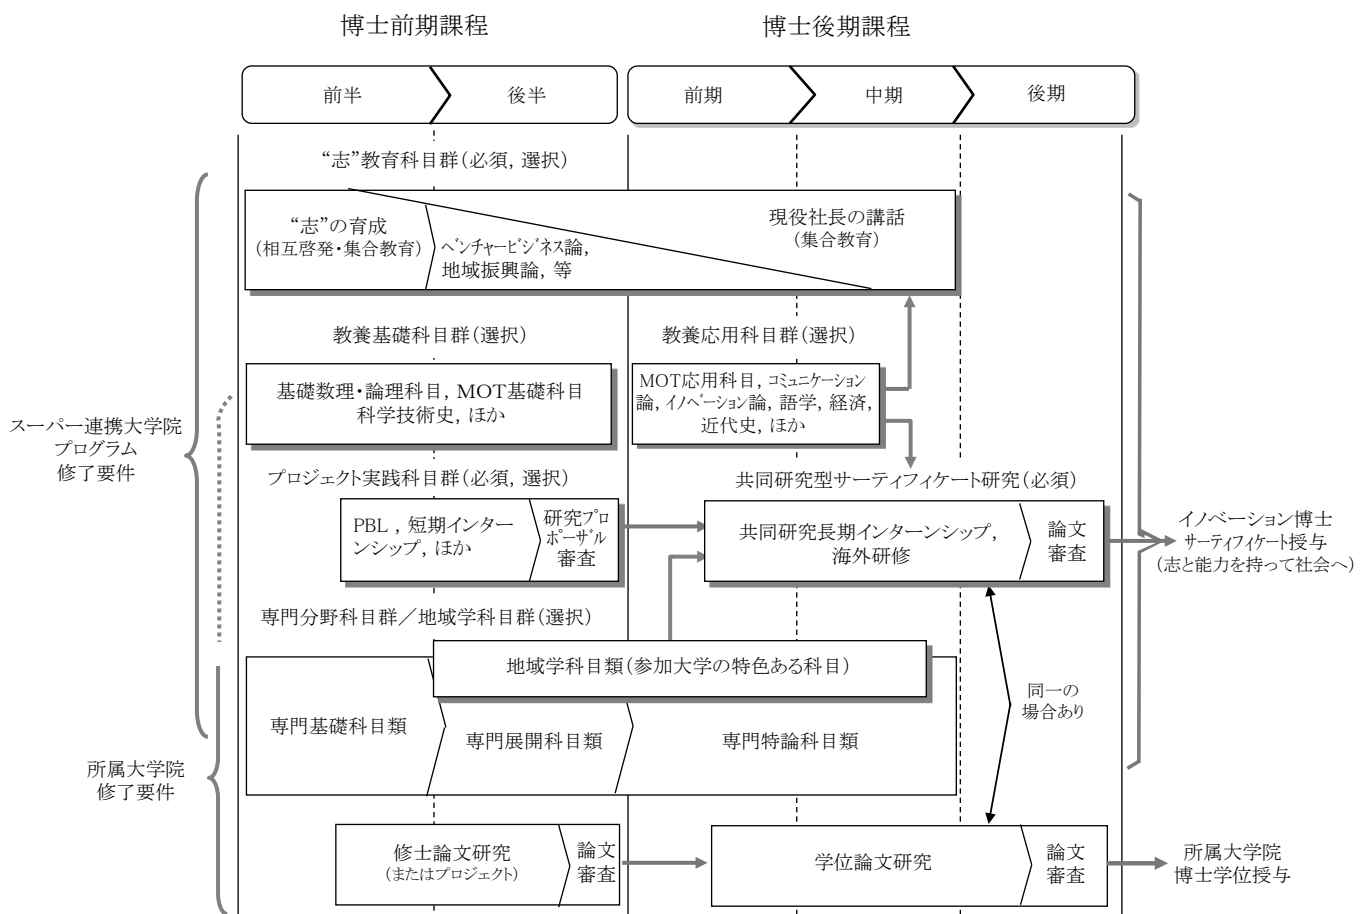 博士前期課程
博士後期課程
前半
後半
前期
中期
後期
“志”教育科目群(必須, 選択)
“志”の育成
(相互啓発・集合教育)
ベンチャービジネス論,
地域振興論, 等
現役社長の講話
(集合教育)
教養基礎科目群(選択)
教養応用科目群(選択)
基礎数理・論理科目, MOT基礎科目
科学技術史, ほか
MOT応用科目, コミュニケーション
論, イノベーション論, 語学, 経済,
近代史, ほか
スーパー連携大学院
プログラム
修了要件
プロジェクト実践科目群(必須, 選択)
共同研究型サーティフィケート研究(必須)
PBL , 短期インター
ンシップ, ほか
研究プロ
ポーザル
審査
共同研究長期インターンシップ,
海外研修
論文
審査
イノベーション博士
サーティフィケート授与
(志と能力を持って社会へ)
専門分野科目群／地域学科目群(選択)
地域学科目類(参加大学の特色ある科目)
専門基礎科目類
専門展開科目類
専門特論科目類
同一の
場合あり
所属大学院
修了要件
修士論文研究
(またはプロジェクト)
論文
審査
学位論文研究
論文
審査
所属大学院
博士学位授与